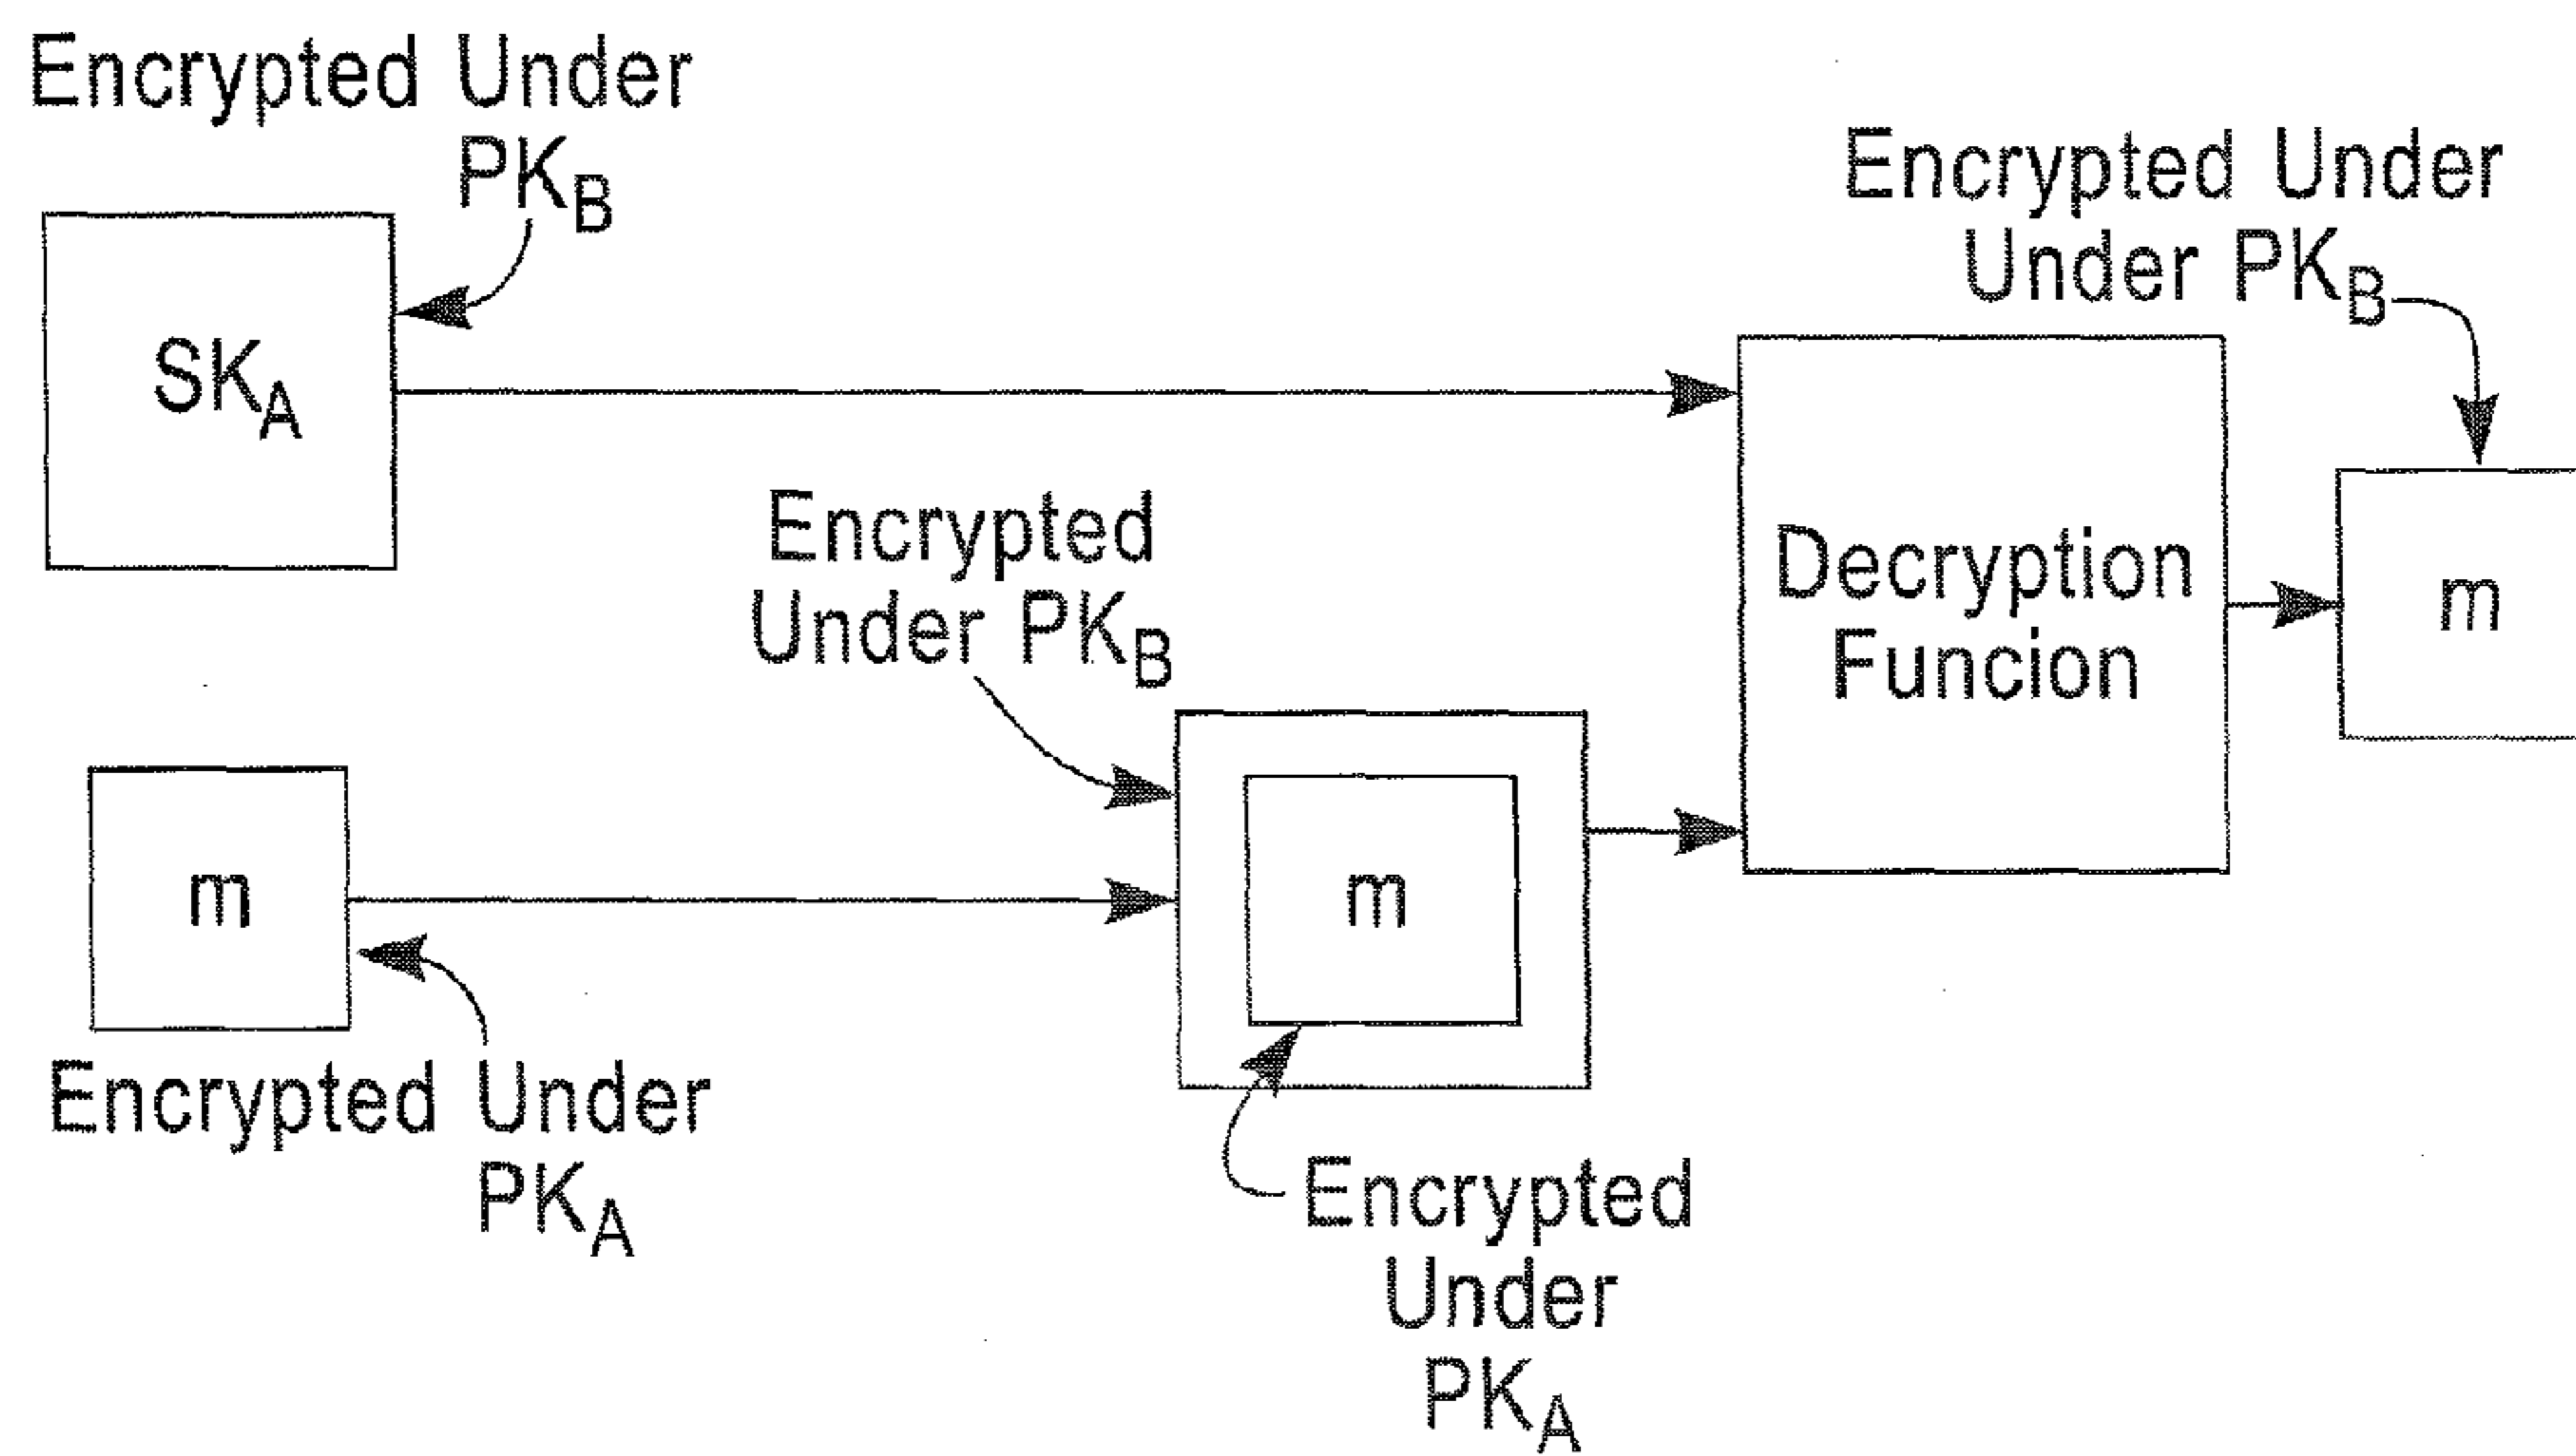 Encrypted Under
PKB
SKA
Encrypted Under
Under PKB
Encrypted
Under PKB
Decryption
Funcion
m
m
m
Encrypted Under
PKA
Encrypted
Under
PKA